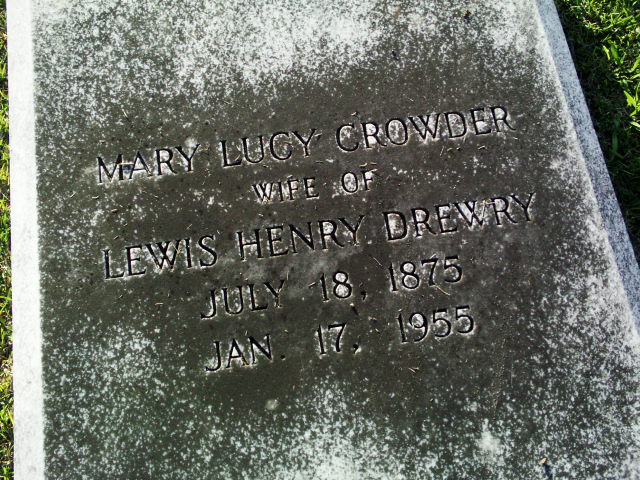 MARY LUCY CROWDER
WIFE OF
LEWIS HENRY DREWRY
JULY 18, 1875
JAN. 17, 1955